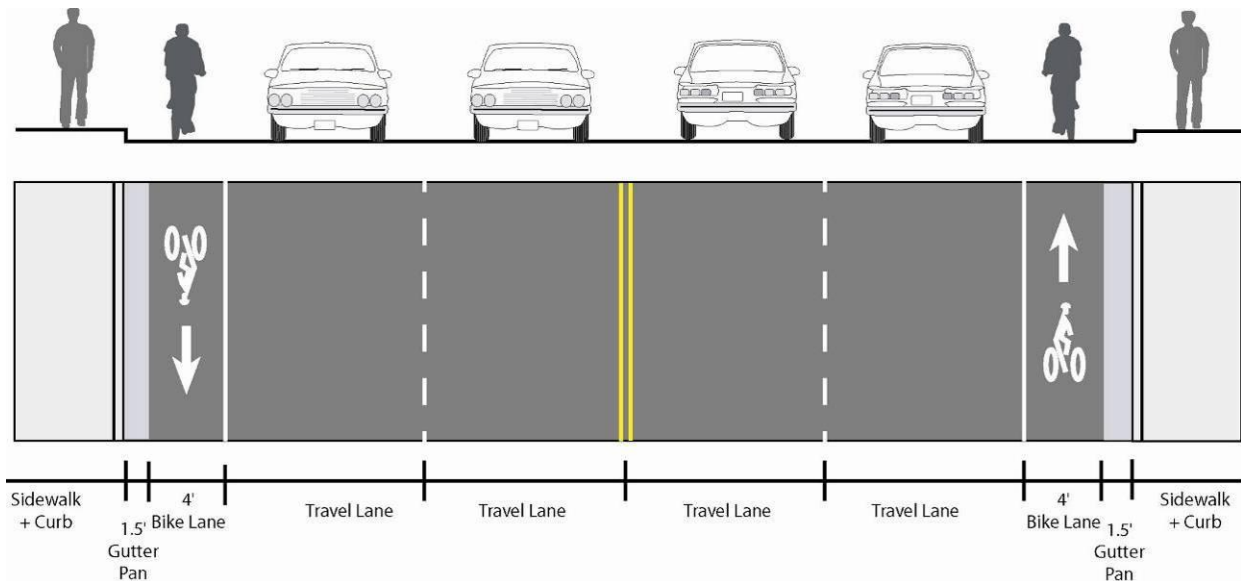 Sidewalk
+ Curb
1.5'
Gutter
Pan
4'
Bike Lane
Travel Lane
Travel Lane
Travel Lane
Travel Lane
4'
Bike Lane
1.5'
Gutter
Pan
Sidewalk
+ Curb